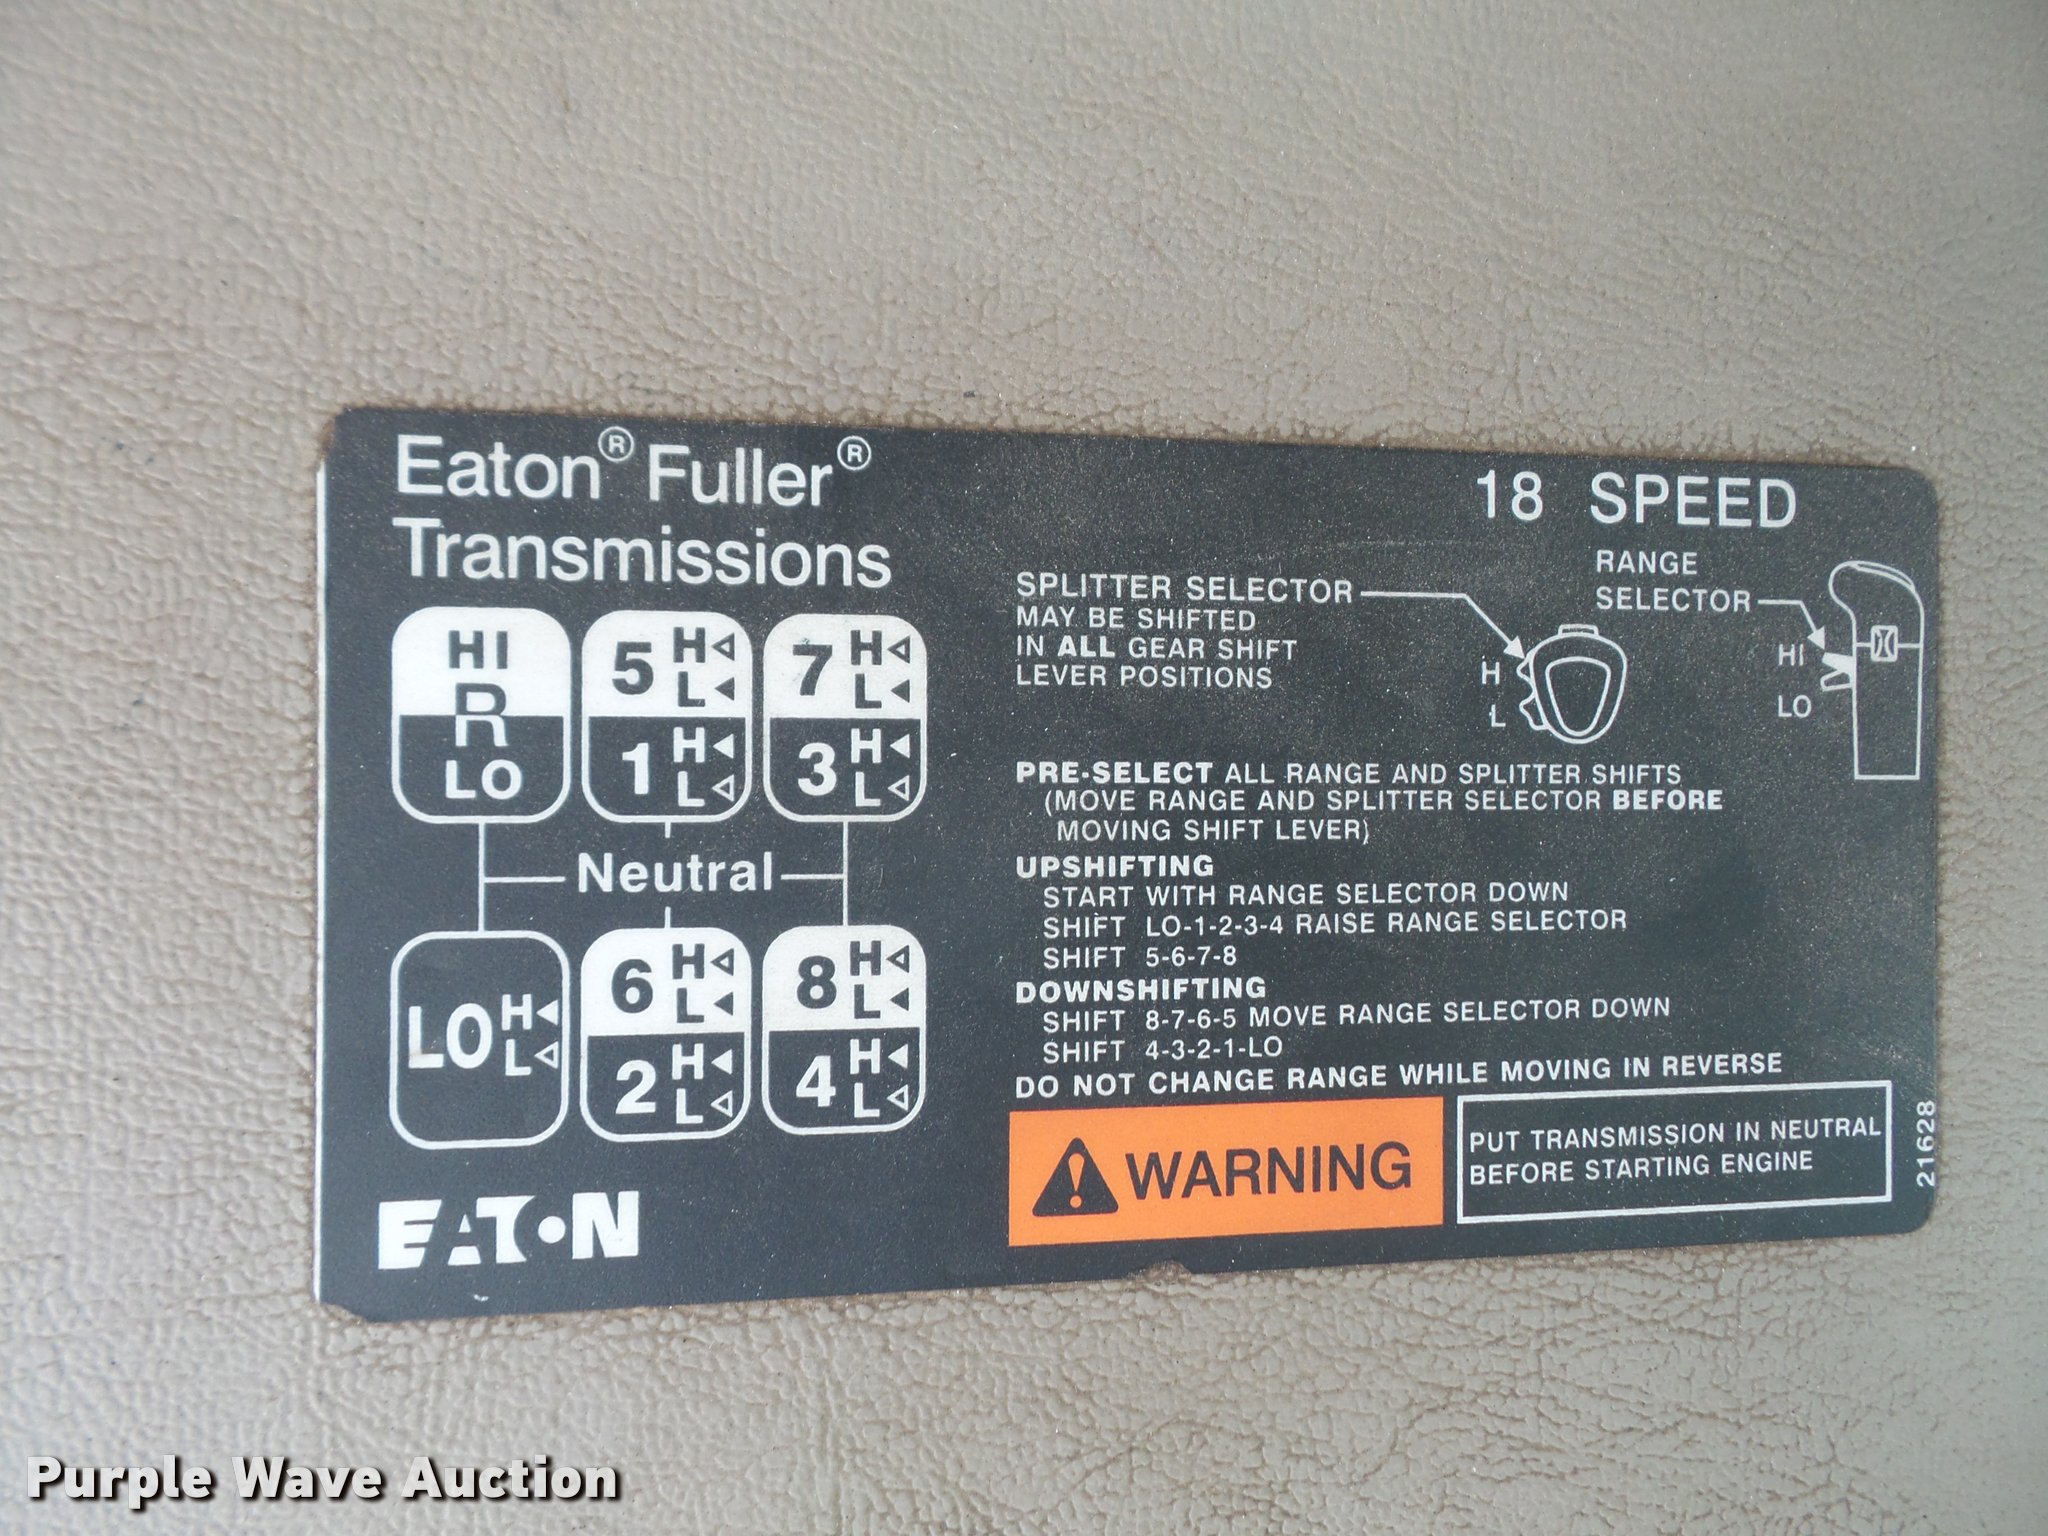 Eaton® Fuller®
Transmissions
HI
R
LO
5 H
L
1 H
L
7 H
L
3 H
L
Neutral
LO H
L
6 H
L
2 H
L
8 H
L
4 H
L
EATON
18 SPEED
SPLITTER SELECTOR
MAY BE SHIFTED
IN ALL GEAR SHIFT
LEVER POSITIONS
H
L
RANGE
SELECTOR
HI
LO
PRE-SELECT ALL RANGE AND SPLITTER SHIFTS
(MOVE RANGE AND SPLITTER SELECTOR BEFORE
MOVING SHIFT LEVER)
UPSHIFTING
START WITH RANGE SELECTOR DOWN
SHIFT LO-1-2-3-4 RAISE RANGE SELECTOR
SHIFT 5-6-7-8
DOWNSHIFTING
SHIFT 8-7-6-5 MOVE RANGE SELECTOR DOWN
SHIFT 4-3-2-1-LO
DO NOT CHANGE RANGE WHILE MOVING IN REVERSE
WARNING
PUT TRANSMISSION IN NEUTRAL
BEFORE STARTING ENGINE
21628
Purple Wave Auction